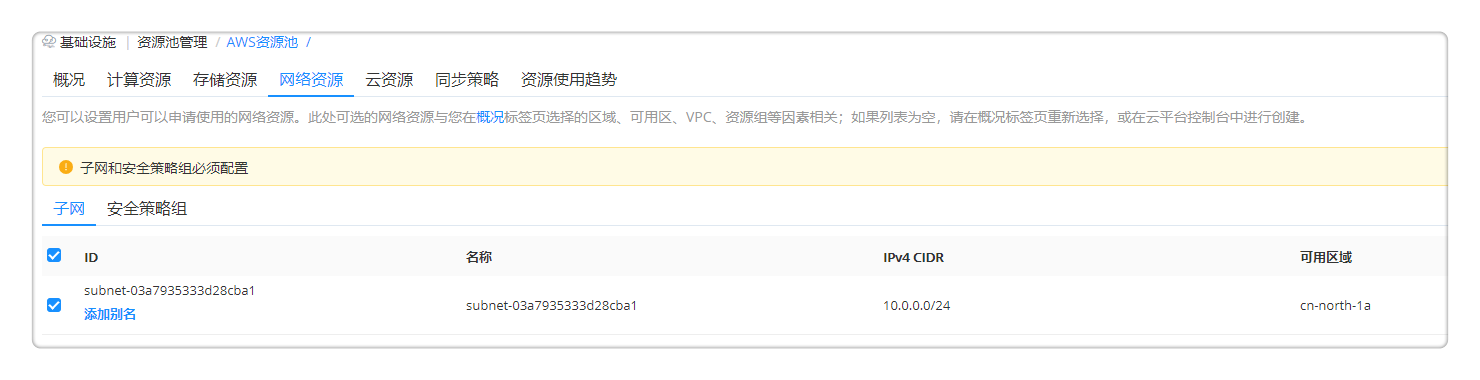 基础设施 | 资源池管理 / AWS资源池 /
概况 计算资源 存储资源 网络资源 云资源 同步策略 资源使用趋势
您可以设置用户可以申请使用的网络资源。此处可选的网络资源与您在概况标签页选择的区域、可用区、VPC、资源组等因素相关；如果列表为空，请在概况标签页重新选择，或在云平台控制台中进行创建。
子网和安全策略组必须配置
子网 安全策略组
ID 名称 IPv4 CIDR 可用区域
subnet-03a7935333d28cba1
添加别名
subnet-03a7935333d28cba1 10.0.0.0/24 cn-north-1a